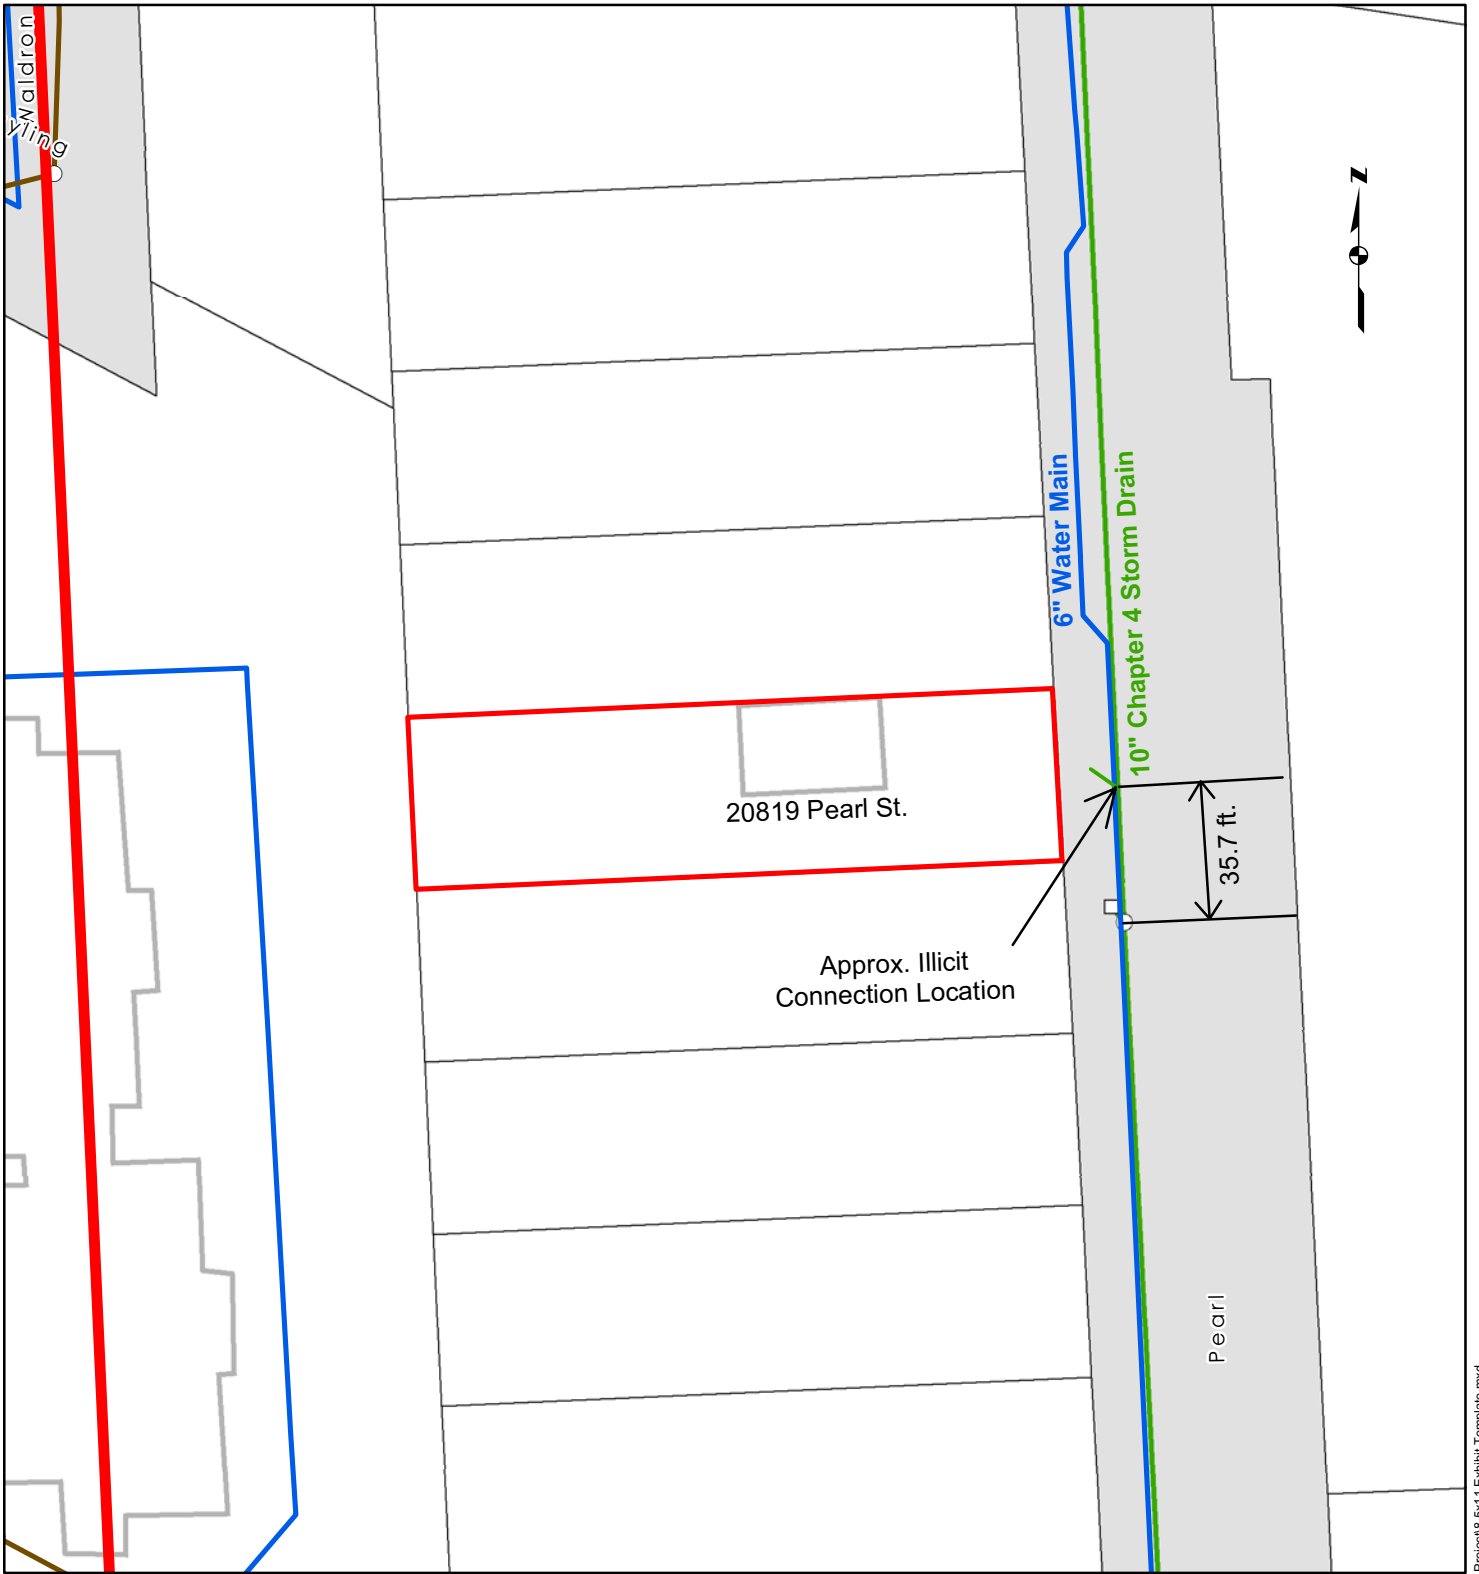 Waldron
yling
N
6" Water Main
10" Chapter 4 Storm Drain
20819 Pearl St.
35.7 ft.
Approx. Illicit
Connection Location
Pearl